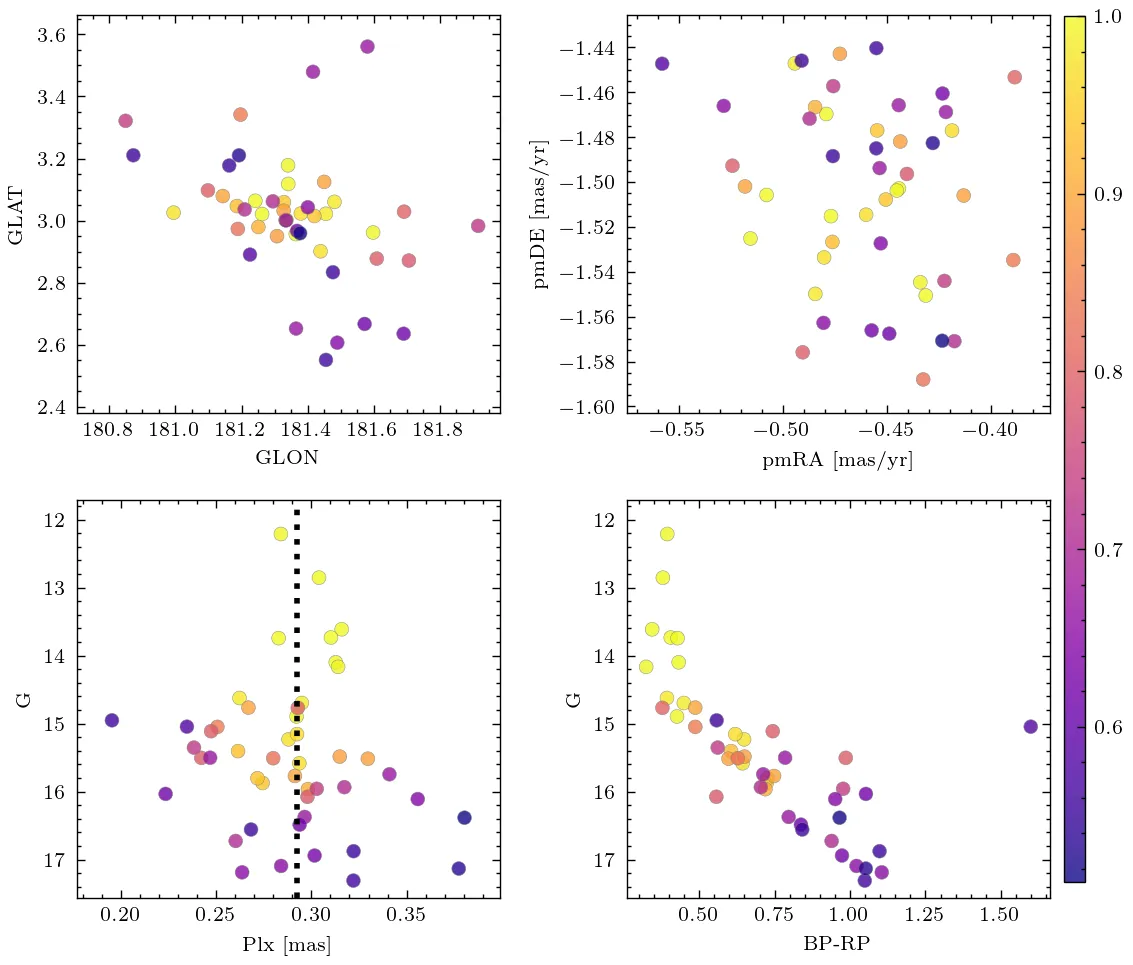 3.6
3.4
3.2
3.0
2.8
2.6
2.4
GLAT
180.8 181.0 181.2 181.4 181.6 181.8
GLON
−1.44
−1.46
−1.48
−1.50
−1.52
−1.54
−1.56
−1.58
−1.60
pmDE [mas/yr]
−0.55 −0.50 −0.45 −0.40
pmRA [mas/yr]
1.0
0.9
0.8
0.7
0.6
12
13
14
15
16
17
G
0.20 0.25 0.30 0.35
Plx [mas]
12
13
14
15
16
17
G
0.50 0.75 1.00 1.25 1.50
BP-RP